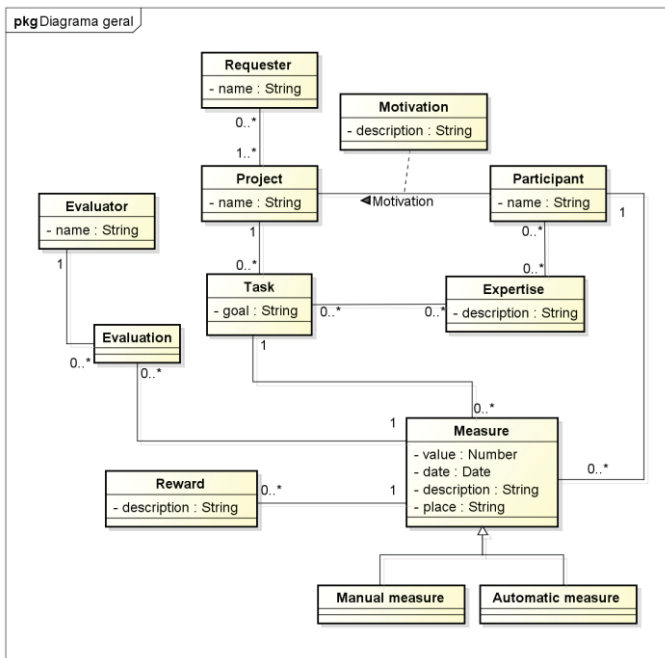 pkg Diagrama geral
Requester
- name : String
0..*
1..*
Motivation
- description : String
Project
- name : String
Motivation
Participant
- name : String
Evaluator
- name : String
1
1
0..*
1
0..*
0..*
Task
- goal : String
0..*
0..*
Expertise
- description : String
Evaluation
0..*
0..*
1
0..*
1
Measure
- value : Number
- date : Date
- description : String
- place : String
0..*
Reward
- description : String
0..*
1
Manual measure
Automatic measure